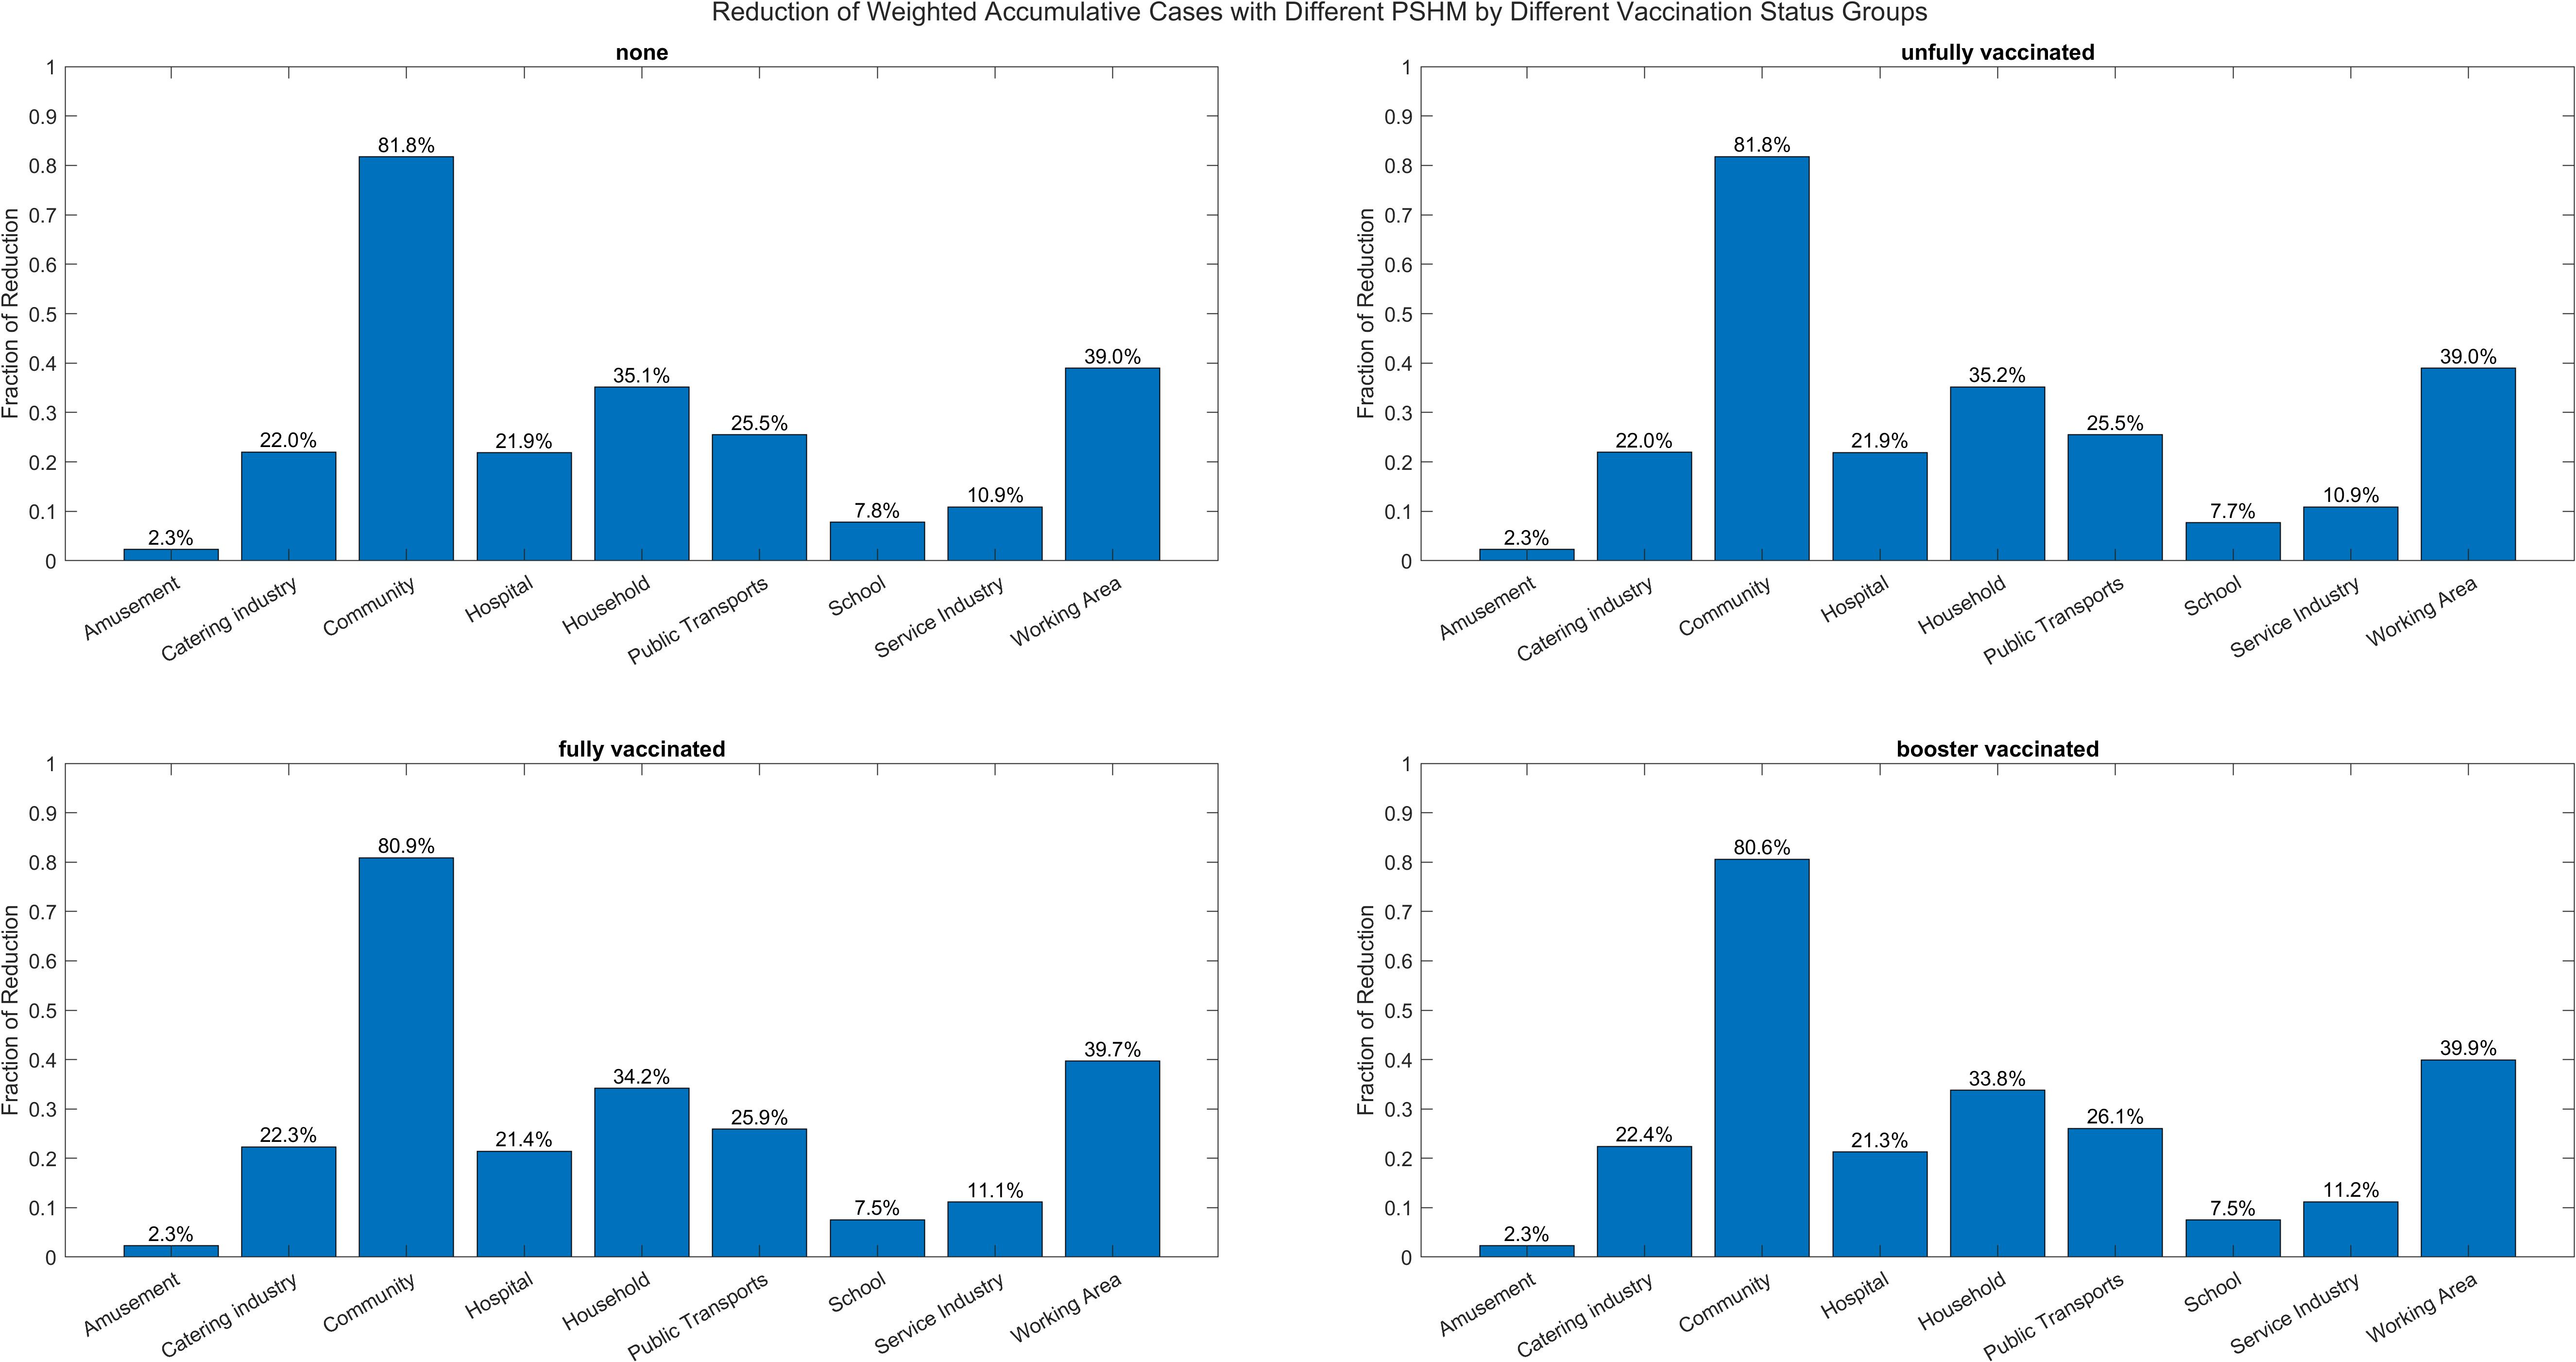 Reduction of Weighted Accumulative Cases with Different PSHM by Different Vaccination Status Groups
none
Fraction of Reduction
1
0.9
0.8
0.7
0.6
0.5
0.4
0.3
0.2
0.1
0
2.3%
22.0%
81.8%
21.9%
35.1%
25.5%
7.8%
10.9%
39.0%
Amusement
Catering industry
Community
Hospital
Household
Public Transports
School
Service Industry
Working Area
unfully vaccinated
Fraction of Reduction
1
0.9
0.8
0.7
0.6
0.5
0.4
0.3
0.2
0.1
0
2.3%
22.0%
81.8%
21.9%
35.2%
25.5%
7.7%
10.9%
39.0%
Amusement
Catering industry
Community
Hospital
Household
Public Transports
School
Service Industry
Working Area
fully vaccinated
Fraction of Reduction
1
0.9
0.8
0.7
0.6
0.5
0.4
0.3
0.2
0.1
0
2.3%
22.3%
80.9%
21.4%
34.2%
25.9%
7.5%
11.1%
39.7%
Amusement
Catering industry
Community
Hospital
Household
Public Transports
School
Service Industry
Working Area
booster vaccinated
Fraction of Reduction
1
0.9
0.8
0.7
0.6
0.5
0.4
0.3
0.2
0.1
0
2.3%
22.4%
80.6%
21.3%
33.8%
26.1%
7.5%
11.2%
39.9%
Amusement
Catering industry
Community
Hospital
Household
Public Transports
School
Service Industry
Working Area